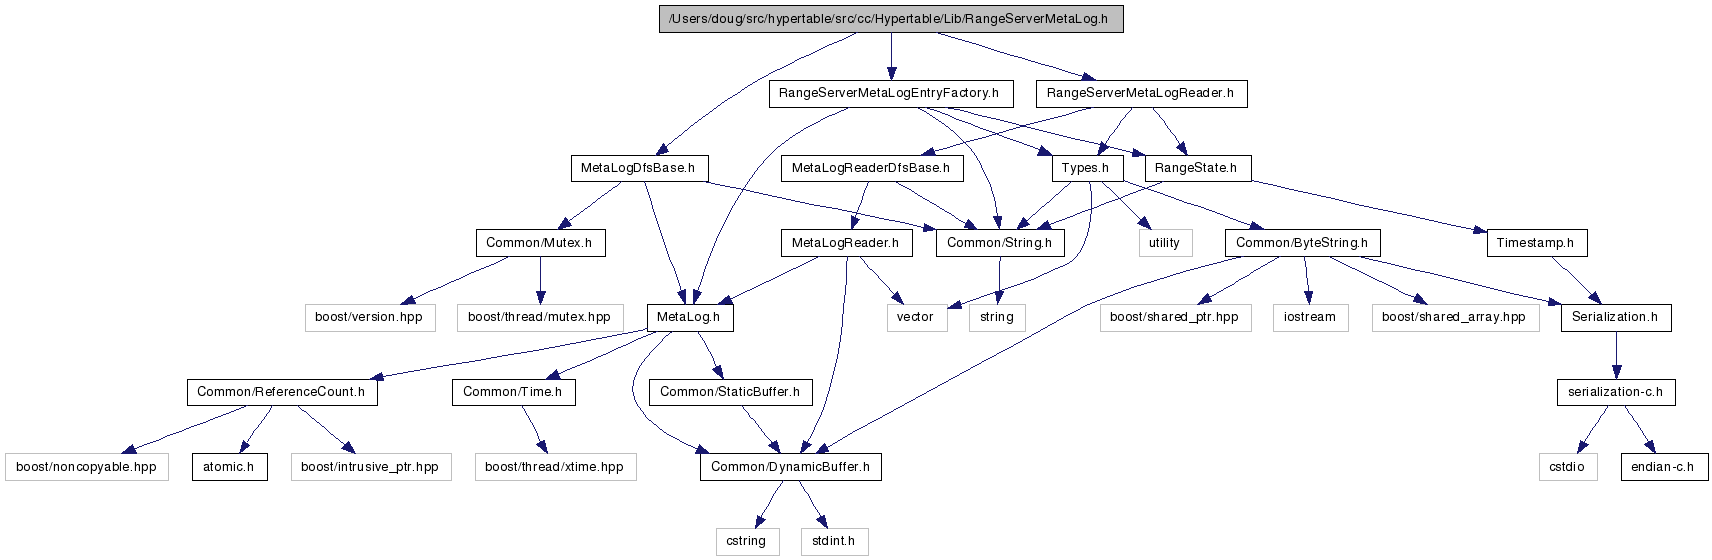 /Users/doug/src/hypertable/src/cc/Hypertable/Lib/RangeServerMetaLog.h
RangeServerMetaLogEntryFactory.h
RangeServerMetaLogReader.h
MetaLogDfsBase.h
MetaLogReaderDfsBase.h
Types.h
RangeState.h
Common/Mutex.h
MetaLogReader.h
Common/String.h
utility
Common/ByteString.h
Timestamp.h
boost/version.hpp
boost/thread/mutex.hpp
MetaLog.h
vector
string
boost/shared_ptr.hpp
iostream
boost/shared_array.hpp
Serialization.h
Common/ReferenceCount.h
Common/Time.h
Common/StaticBuffer.h
serialization-c.h
boost/noncopyable.hpp
atomic.h
boost/intrusive_ptr.hpp
boost/thread/xtime.hpp
Common/DynamicBuffer.h
cstdio
endian-c.h
cstring
stdint.h